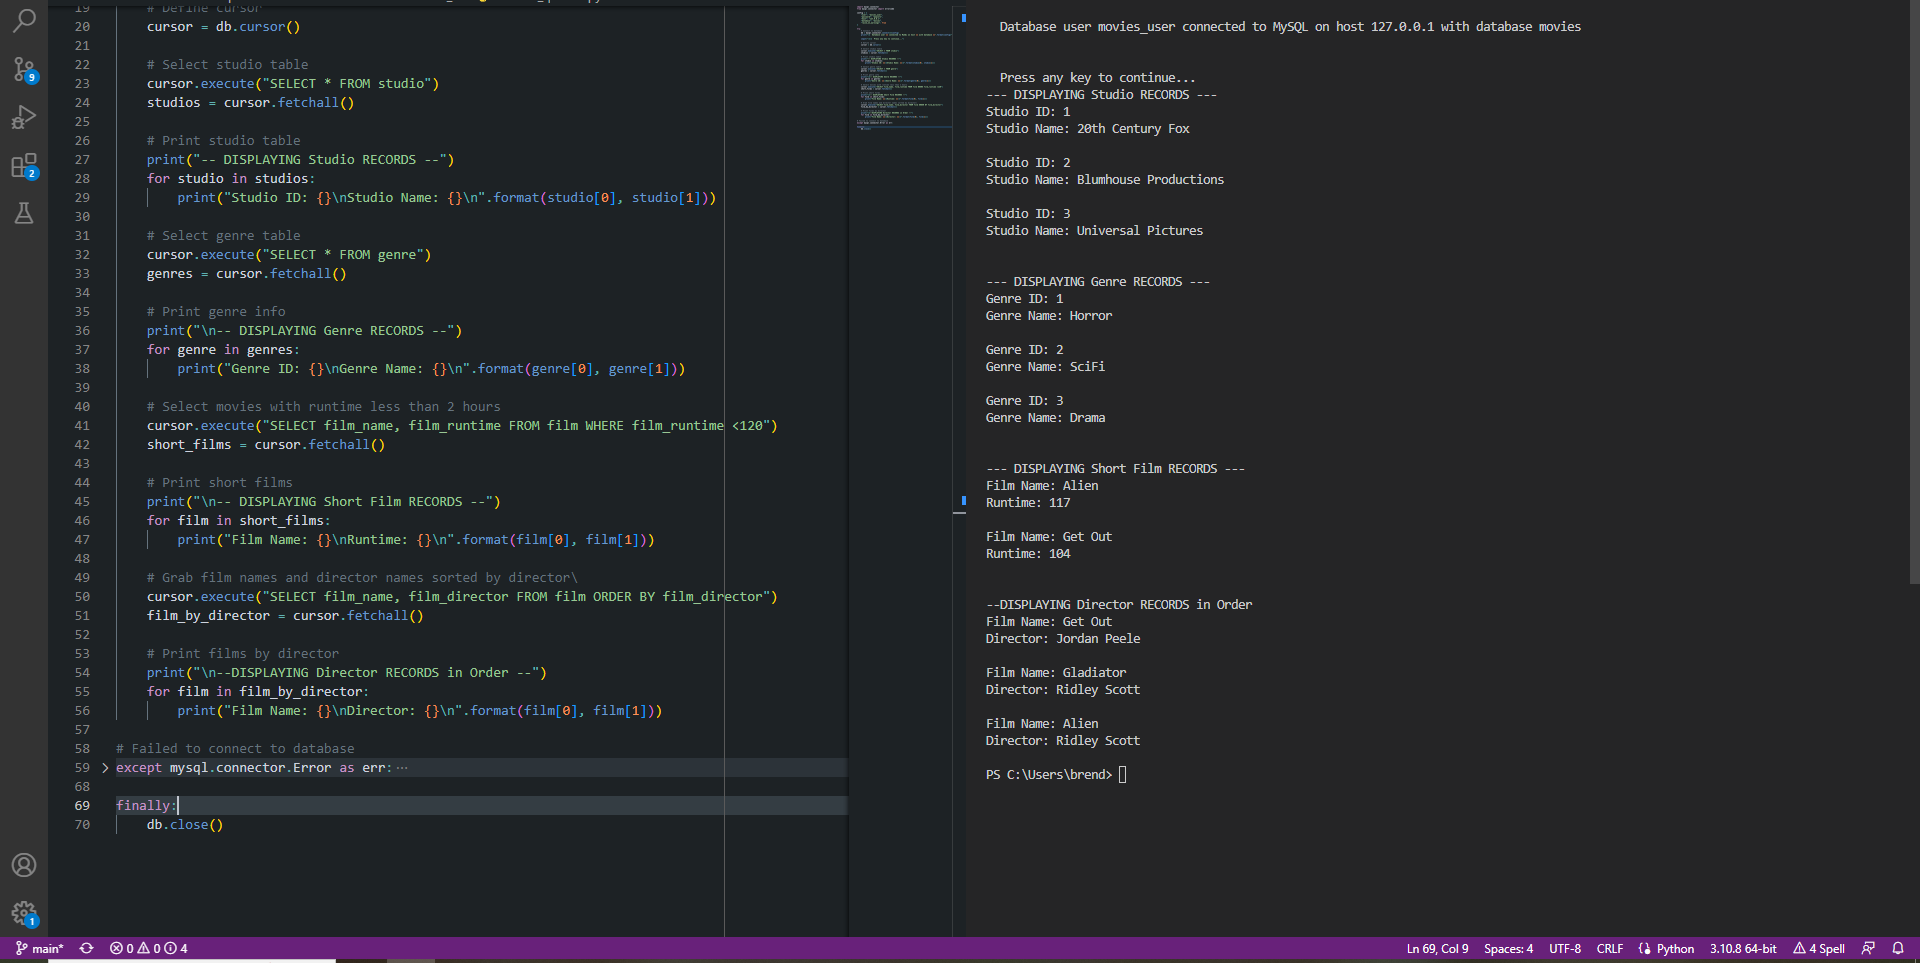 19 # Define cursor
20 cursor = db.cursor()
21
22 # Select studio table
23 cursor.execute("SELECT * FROM studio")
24 studios = cursor.fetchall()
25
26 # Print studio table
27 print("-- DISPLAYING Studio RECORDS --")
28 for studio in studios:
29 print("Studio ID: {}\nStudio Name: {}\n".format(studio[0], studio[1]))
30
31 # Select genre table
32 cursor.execute("SELECT * FROM genre")
33 genres = cursor.fetchall()
34
35 # Print genre info
36 print("\n-- DISPLAYING Genre RECORDS --")
37 for genre in genres:
38 print("Genre ID: {}\nGenre Name: {}\n".format(genre[0], genre[1]))
39
40 # Select movies with runtime less than 2 hours
41 cursor.execute("SELECT film_name, film_runtime FROM film WHERE film_runtime <120")
42 short_films = cursor.fetchall()
43
44 # Print short films
45 print("\n-- DISPLAYING Short Film RECORDS --")
46 for film in short_films:
47 print("Film Name: {}\nRuntime: {}\n".format(film[0], film[1]))
48
49 # Grab film names and director names sorted by director\
50 cursor.execute("SELECT film_name, film_director FROM film ORDER BY film_director")
51 film_by_director = cursor.fetchall()
52
53 # Print films by director
54 print("\n--DISPLAYING Director RECORDS in Order --")
55 for film in film_by_director:
56 print("Film Name: {}\nDirector: {}\n".format(film[0], film[1]))
57
58 # Failed to connect to database
59 except mysql.connector.Error as err: ···
68
69 finally:
70 db.close()
Database user movies_user connected to MySQL on host 127.0.0.1 with database movies
Press any key to continue...
--- DISPLAYING Studio RECORDS ---
Studio ID: 1
Studio Name: 20th Century Fox
Studio ID: 2
Studio Name: Blumhouse Productions
Studio ID: 3
Studio Name: Universal Pictures
--- DISPLAYING Genre RECORDS ---
Genre ID: 1
Genre Name: Horror
Genre ID: 2
Genre Name: SciFi
Genre ID: 3
Genre Name: Drama
--- DISPLAYING Short Film RECORDS ---
Film Name: Alien
Runtime: 117
Film Name: Get Out
Runtime: 104
--DISPLAYING Director RECORDS in Order
Film Name: Get Out
Director: Jordan Peele
Film Name: Gladiator
Director: Ridley Scott
Film Name: Alien
Director: Ridley Scott
PS C:\Users\brend>
9
2
1
main* 0 0 4 Ln 69, Col 9 Spaces: 4 UTF-8 CRLF Python 3.10.8 64-bit 4 Spell